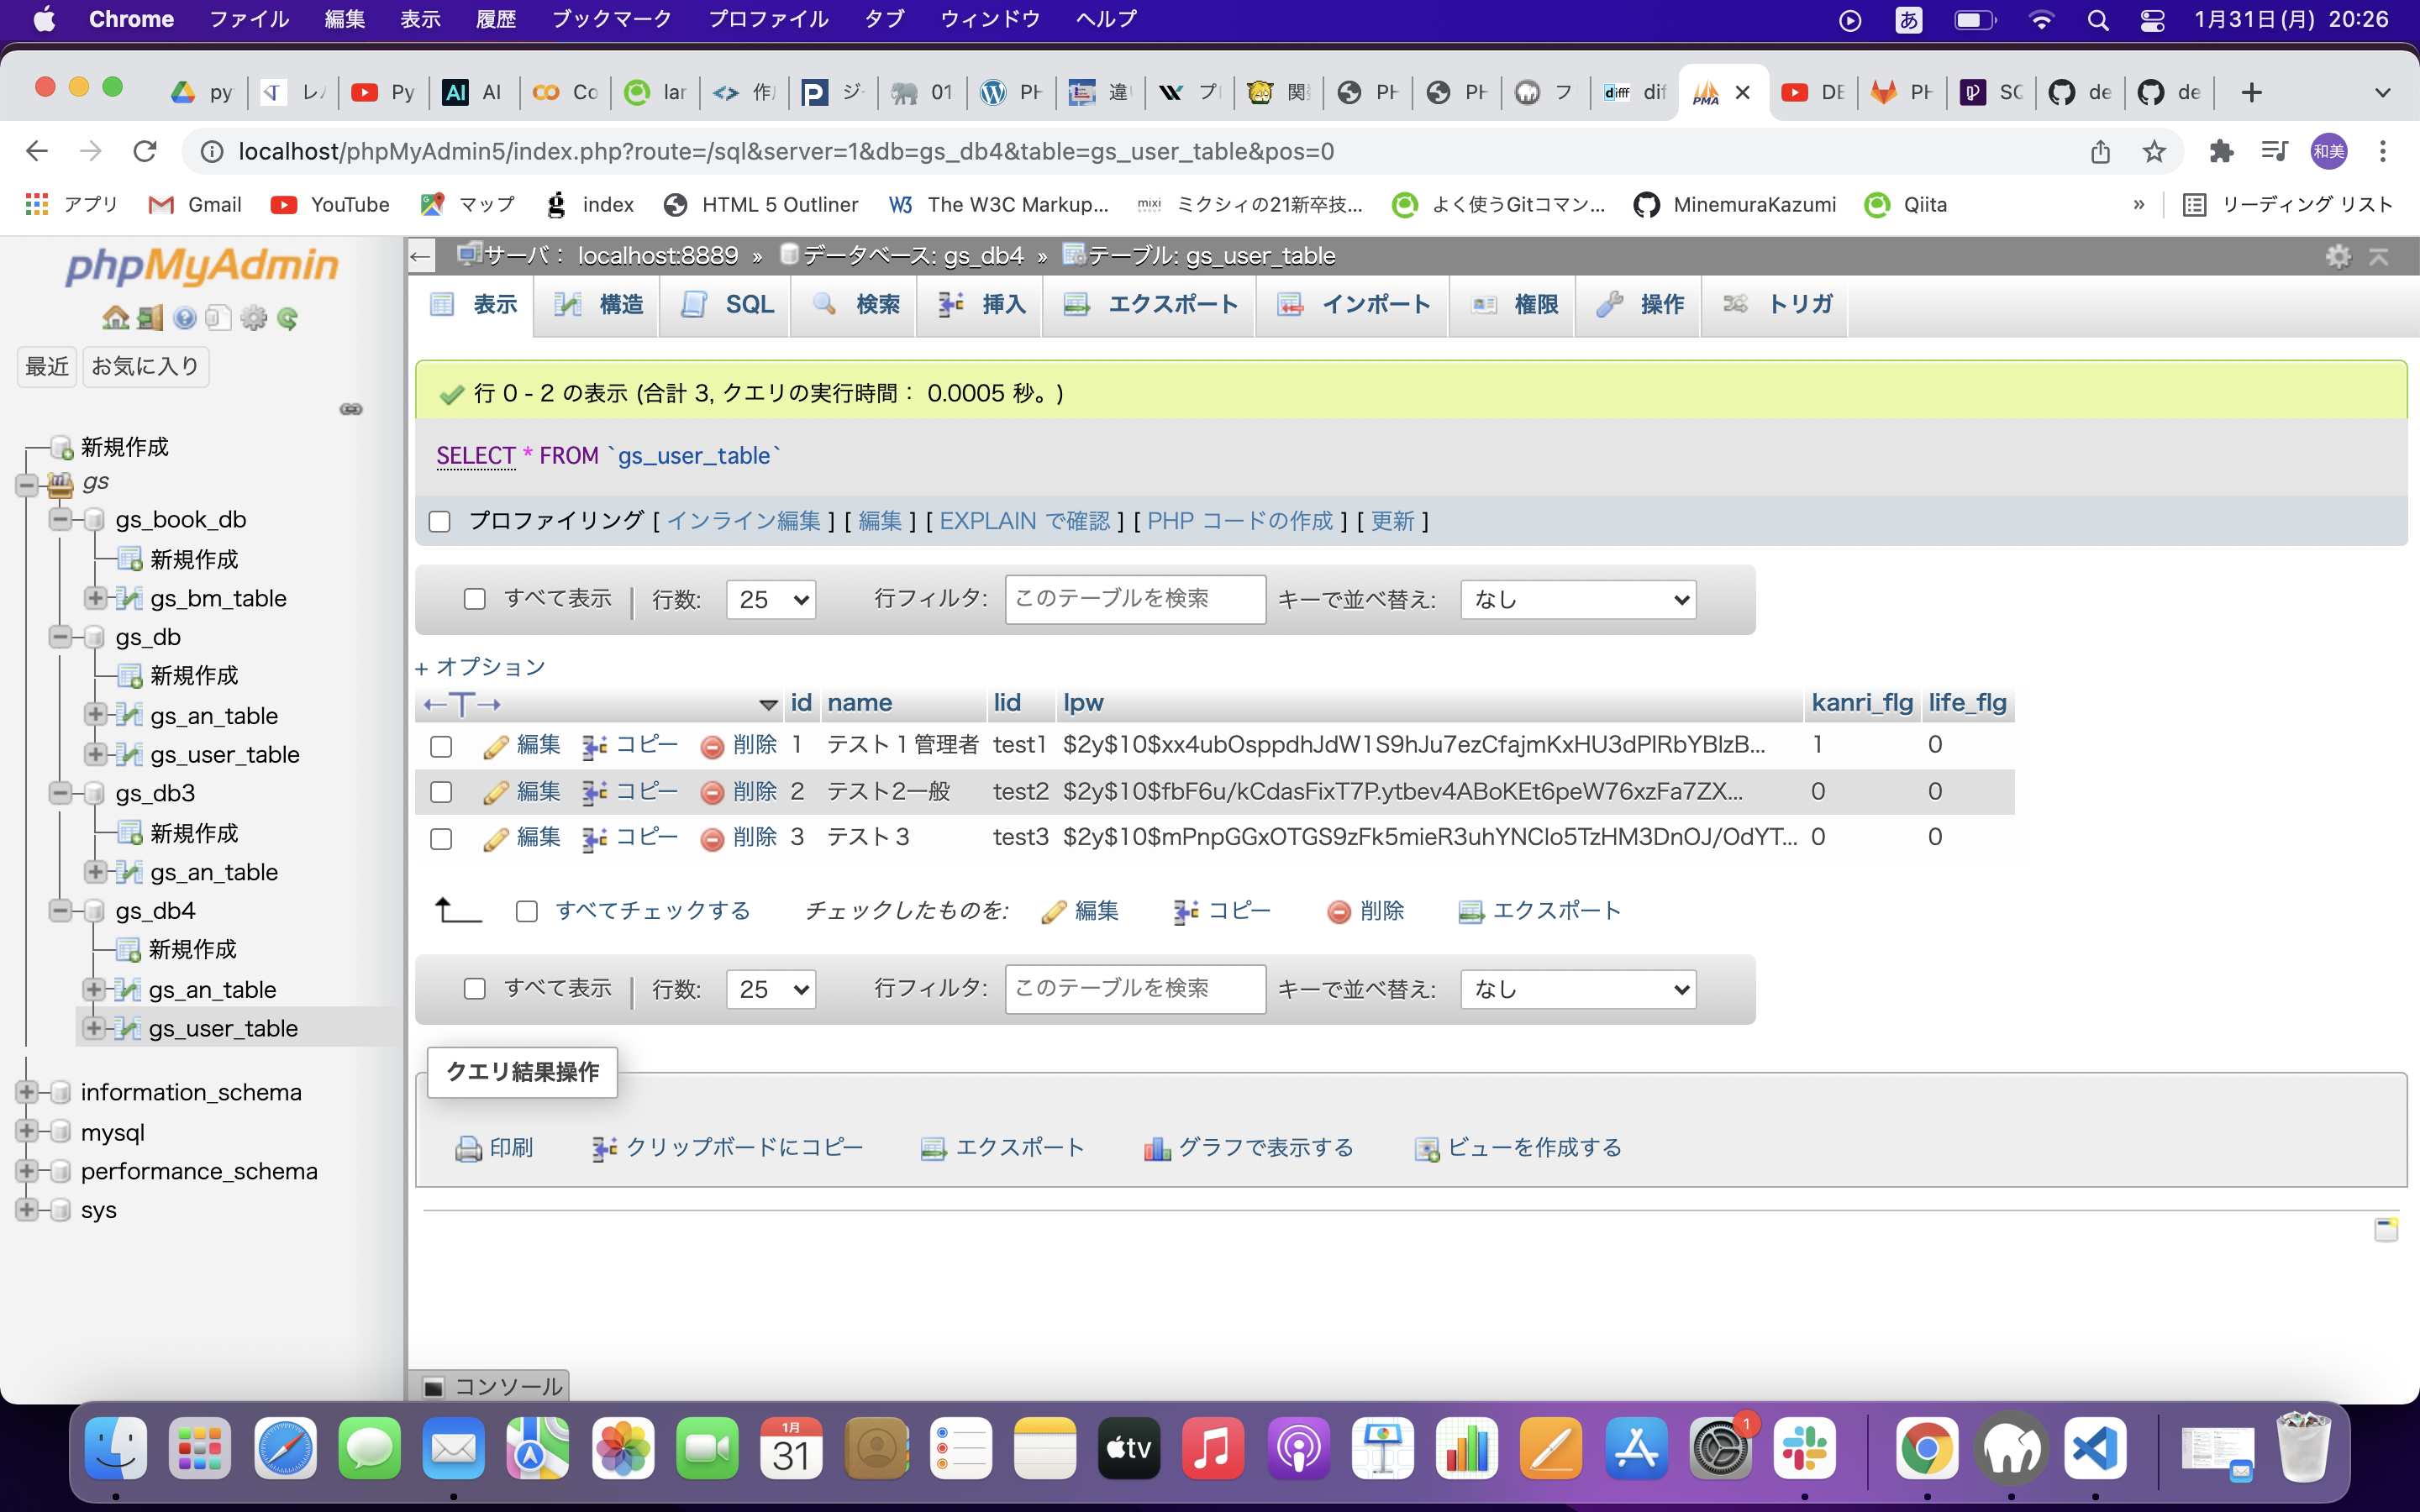 Chrome ファイル 編集 表示 履歴 ブックマーク プロファイル タブ ウィンドウ ヘルプ あ 1月31日(月) 20:26
py レバ Py AI AI Co lar 作 P ジ 01 PH 違 プ 関 PH PH フ diff dif PMA DE PH SQ de de
localhost/phpMyAdmin5/index.php?route=/sql&server=1&db=gs_db4&table=gs_user_table&pos=0 和美
アプリ Gmail YouTube マップ index HTML 5 Outliner The W3C Markup... mixi ミクシィの21新卒技... よく使うGitコマン... MinemuraKazumi Qiita » リーディング リスト
phpMyAdmin
最近 お気に入り
新規作成
gs
gs_book_db
新規作成
gs_bm_table
gs_db
新規作成
gs_an_table
gs_user_table
gs_db3
新規作成
gs_an_table
gs_db4
新規作成
gs_an_table
gs_user_table
information_schema
mysql
performance_schema
sys
サーバ： localhost:8889 » データベース: gs_db4 » テーブル: gs_user_table
表示 構造 SQL 検索 挿入 エクスポート インポート 権限 操作 トリガ
行 0 - 2 の表示 (合計 3, クエリの実行時間： 0.0005 秒。)
SELECT * FROM `gs_user_table`
プロファイリング [ インライン編集 ] [ 編集 ] [ EXPLAIN で確認 ] [ PHP コードの作成 ] [ 更新 ]
すべて表示 | 行数: 25 行フィルタ: このテーブルを検索 キーで並べ替え: なし
+ オプション
←T→ id name lid lpw kanri_flg life_flg
編集 コピー 削除 1 テスト１管理者 test1 $2y$10$xx4ubOsppdhJdW1S9hJu7ezCfajmKxHU3dPlRbYBlzB... 1 0
編集 コピー 削除 2 テスト2一般 test2 $2y$10$fbF6u/kCdasFixT7P.ytbev4ABoKEt6peW76xzFa7ZX... 0 0
編集 コピー 削除 3 テスト３ test3 $2y$10$mPnpGGxOTGS9zFk5mieR3uhYNClo5TzHM3DnOJ/OdYT... 0 0
すべてチェックする チェックしたものを: 編集 コピー 削除 エクスポート
すべて表示 | 行数: 25 行フィルタ: このテーブルを検索 キーで並べ替え: なし
クエリ結果操作
印刷 クリップボードにコピー エクスポート グラフで表示する ビューを作成する
コンソール
1月 31 tv 1